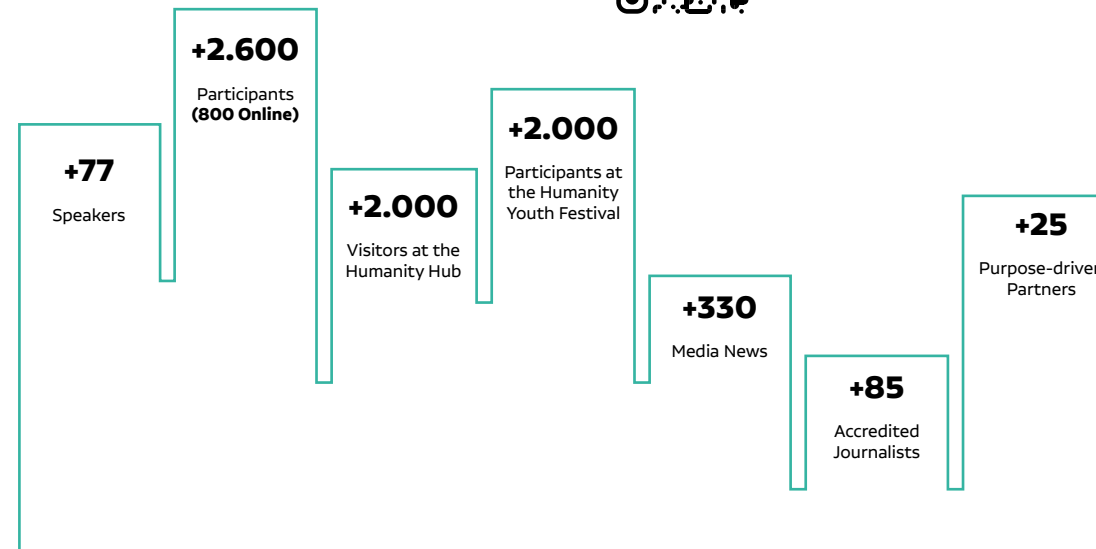 +77
Speakers
+2.600
Participants
(800 Online)
+2.000
Visitors at the
Humanity Hub
+2.000
Participants at
the Humanity
Youth Festival
+330
Media News
+85
Accredited
Journalists
+25
Partners